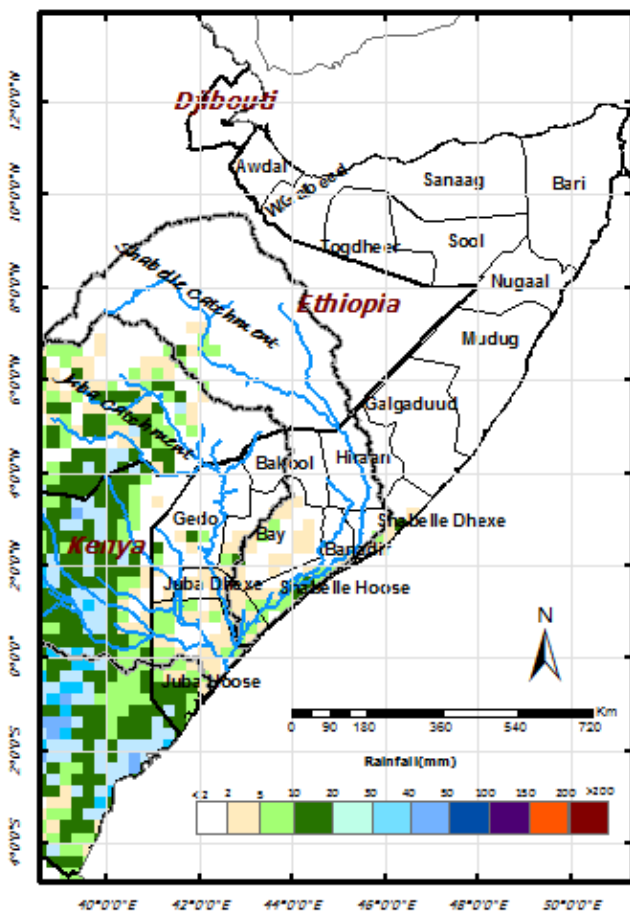 12°0'0"N
10°0'0"N
8°0'0"N
6°0'0"N
4°0'0"N
2°0'0"N
0°0'0"
2°0'0"S
4°0'0"S
Djibouti
Awdal
W.Galbeed
Sanaag
Bari
Togdheer
Sool
Nugaal
Shabelle Catchment
Ethiopia
Mudug
Juba Catchment
Galgaduud
Bakool
Hiraan
Gedo
Bay
Shabelle Dhexe
Kenya
Banadir
Juba Dhexe
Shabelle Hoose
Juba Hoose
N
0 90 180 360 540 720 Km
Rainfall(mm)
<2 2 5 10 20 30 40 50 100 150 200 >200
40°0'0"E 42°0'0"E 44°0'0"E 46°0'0"E 48°0'0"E 50°0'0"E